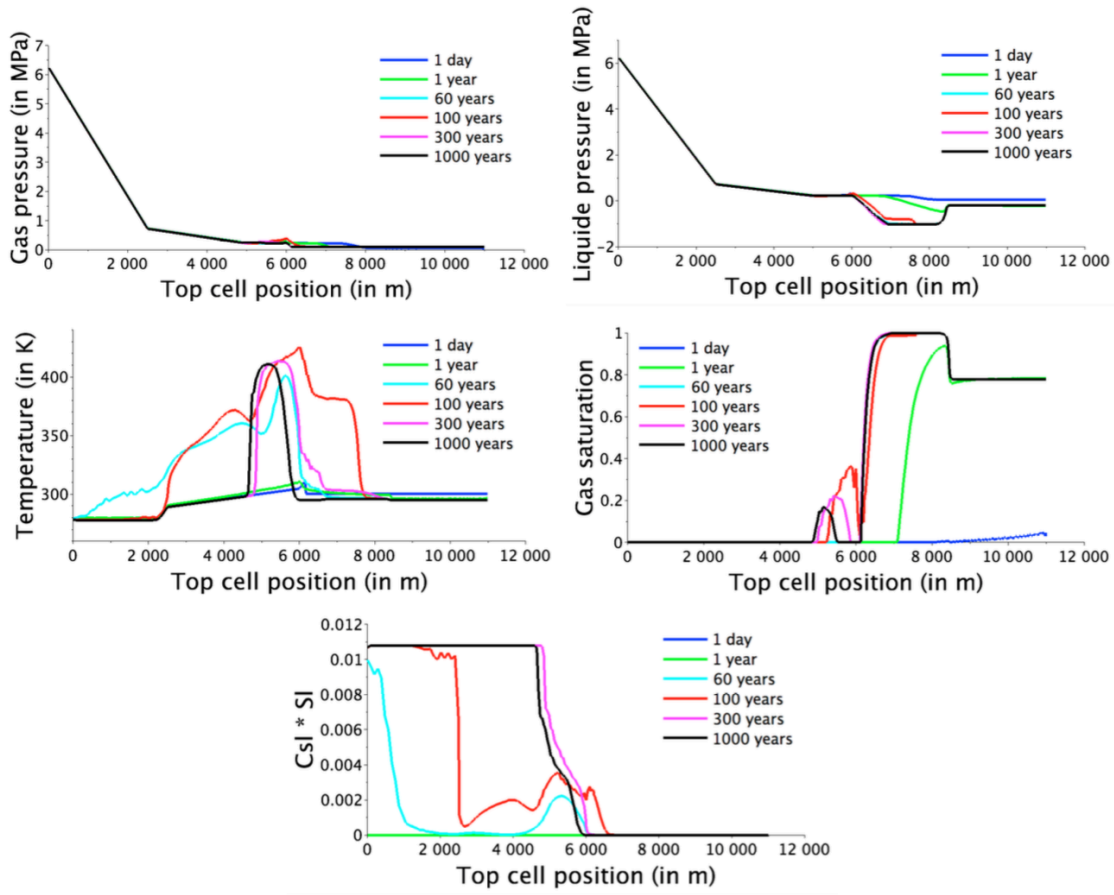 Gas pressure (in MPa)
7
6
5
4
3
2
1
0
0
2 000
4 000
6 000
8 000
10 000
12 000
Top cell position (in m)
1 day
1 year
60 years
100 years
300 years
1000 years
Liquide pressure (in MPa)
6
4
2
0
−2
0
2 000
4 000
6 000
8 000
10 000
12 000
Top cell position (in m)
1 day
1 year
60 years
100 years
300 years
1000 years
Temperature (in K)
400
350
300
0
2 000
4 000
6 000
8 000
10 000
12 000
Top cell position (in m)
1 day
1 year
60 years
100 years
300 years
1000 years
Gas saturation
1
0.8
0.6
0.4
0.2
0
0
2 000
4 000
6 000
8 000
10 000
12 000
Top cell position (in m)
1 day
1 year
60 years
100 years
300 years
1000 years
Csl * Sl
0.012
0.01
0.008
0.006
0.004
0.002
0
0
2 000
4 000
6 000
8 000
10 000
12 000
Top cell position (in m)
1 day
1 year
60 years
100 years
300 years
1000 years